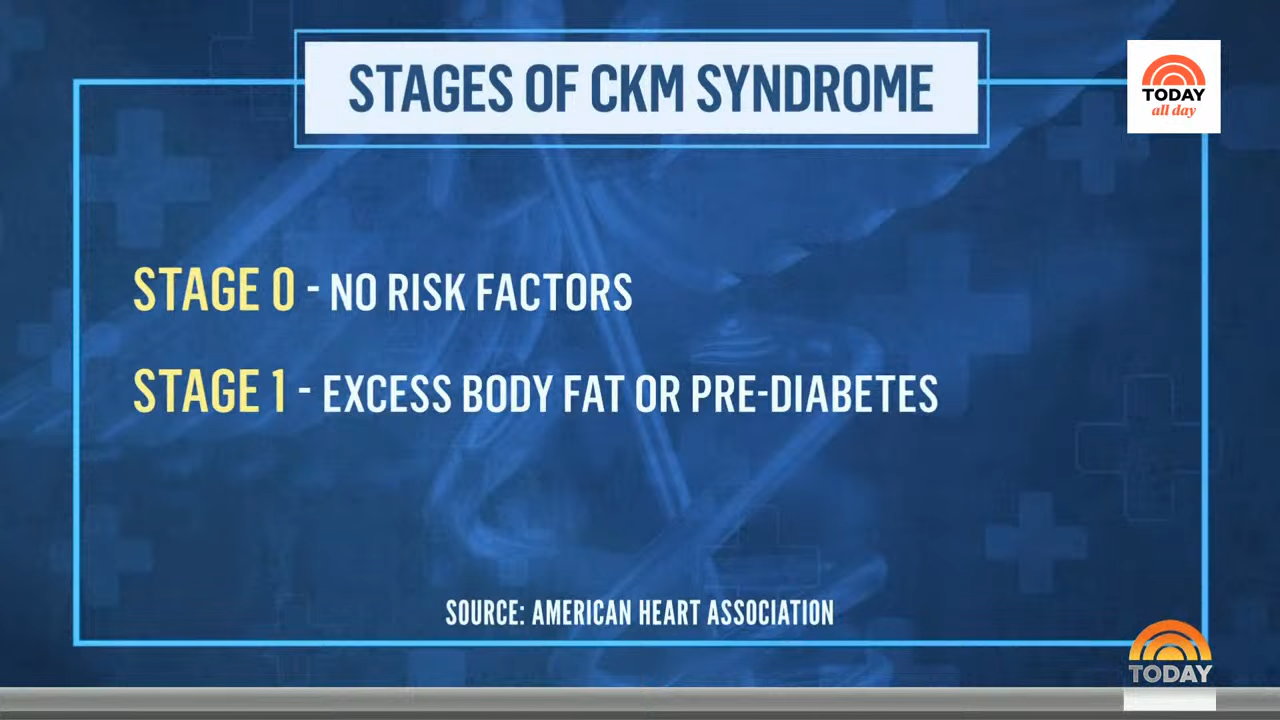 STAGES OF CKM SYNDROME
TODAY
all day
STAGE 0 - NO RISK FACTORS
STAGE 1 - EXCESS BODY FAT OR PRE-DIABETES
SOURCE: AMERICAN HEART ASSOCIATION
TODAY